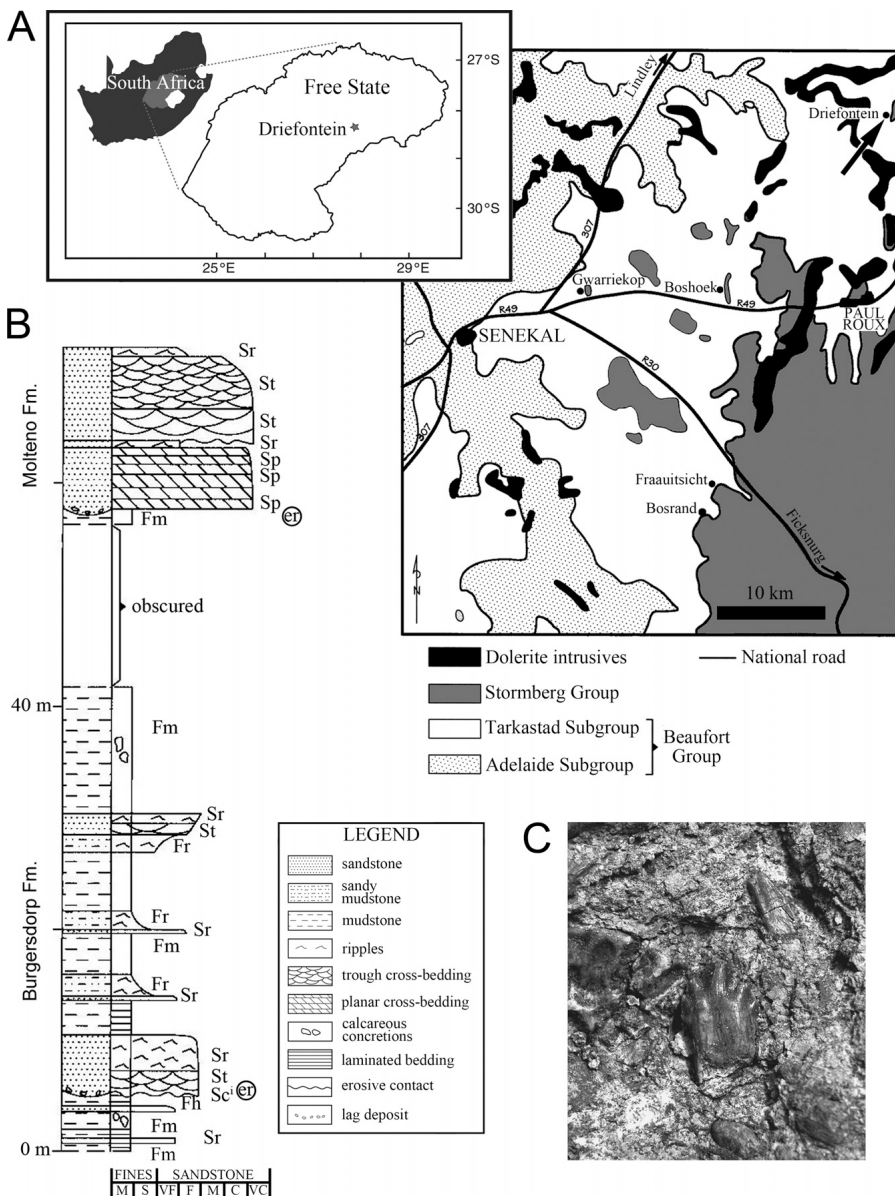 A
South Africa
Free State
Driefontein
27°S
30°S
25°E
29°E
Lindley
Driefontein
307
Gwarriekop
Boshoek
R49
R49
PAUL
ROUX
SENEKAL
R30
307
Fraauitsicht
Bosrand
Ficksnurg
N
10 km
Dolerite intrusives
National road
Stormberg Group
Tarkastad Subgroup
Adelaide Subgroup
Beaufort
Group
B
Molteno Fm.
Sr
St
St
Sr
Sp
Sp
Sp
er
Fm
obscured
40 m
Fm
Sr
St
Fr
Fr
Sr
Fm
Fr
Sr
Burgersdorp Fm.
Sr
St
Sci
er
Fh
Fm
Sr
Fm
0 m
FINES SANDSTONE
M S VF F M C VC
LEGEND
sandstone
sandy
mudstone
mudstone
ripples
trough cross-bedding
planar cross-bedding
calcareous
concretions
laminated bedding
erosive contact
lag deposit
C